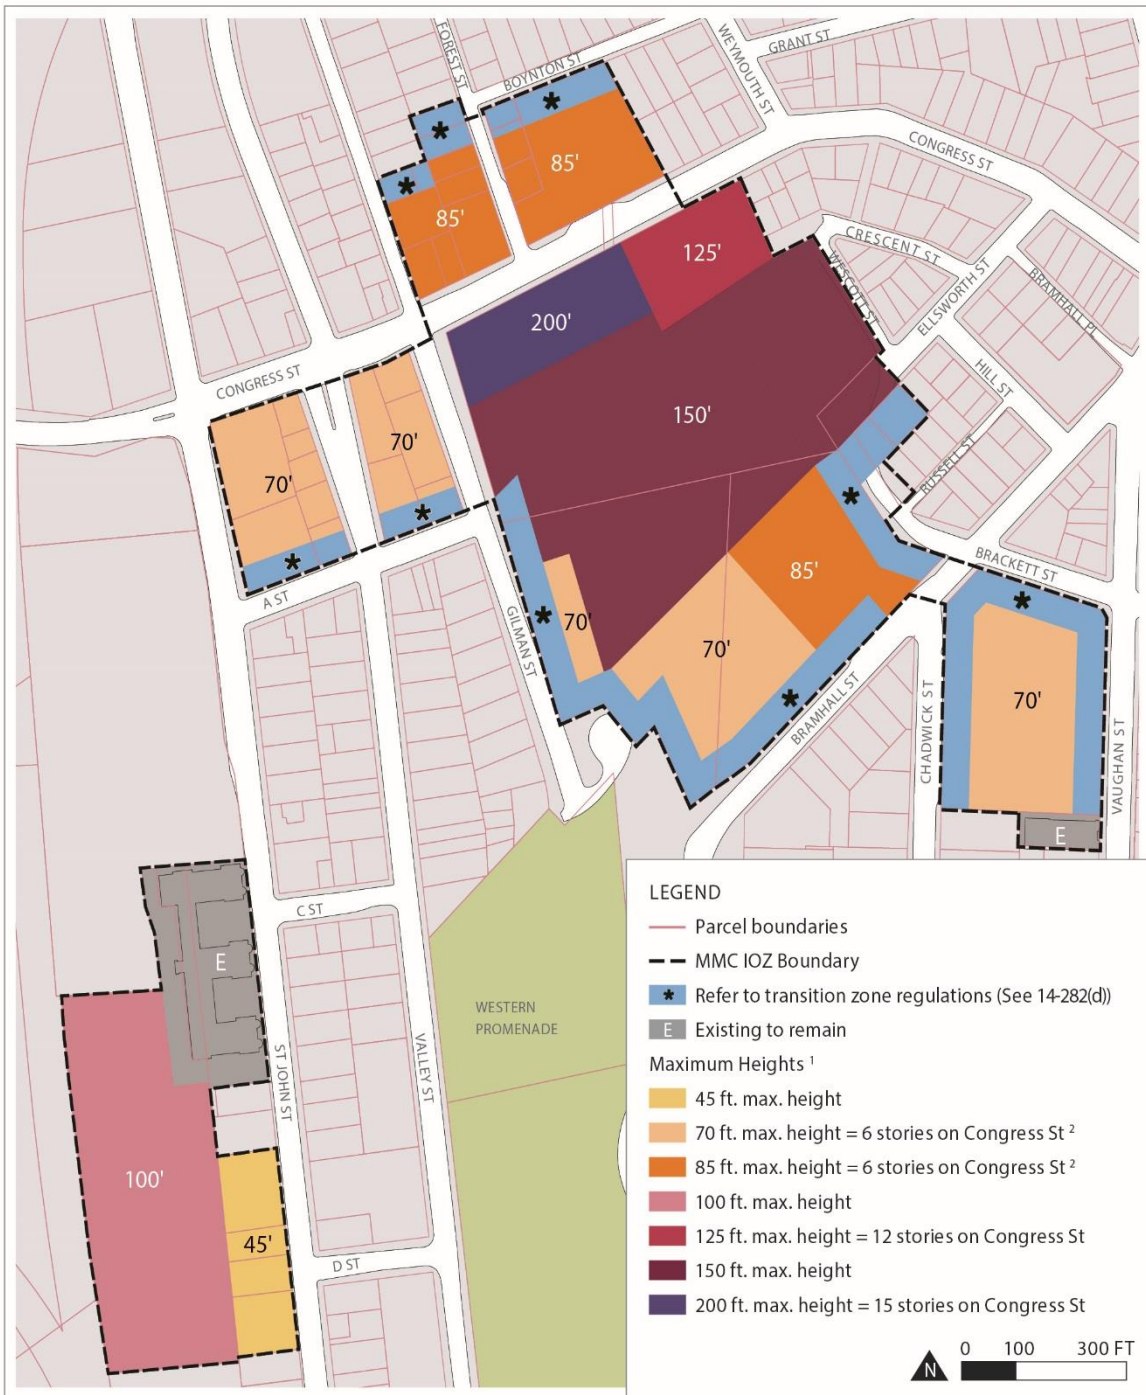 FOREST ST
BOYNTON ST
WEYMOUTH ST
GRANT ST
CONGRESS ST
*
*
*
85'
85'
125'
200'
150'
CRESCENT ST
WESCOTT ST
ELLSWORTH ST
BRAMHALL PL
HILL ST
RUSSELL ST
CONGRESS ST
70'
70'
*
*
A ST
GILMAN ST
*
70'
*
85'
70'
*
BRAMHALL ST
BRACKETT ST
*
70'
CHADWICK ST
VAUGHAN ST
E
C ST
E
ST JOHN ST
VALLEY ST
WESTERN
PROMENADE
100'
45'
D ST
LEGEND
Parcel boundaries
MMC IOZ Boundary
* Refer to transition zone regulations (See 14-282(d))
E Existing to remain
Maximum Heights ¹
45 ft. max. height
70 ft. max. height = 6 stories on Congress St ²
85 ft. max. height = 6 stories on Congress St ²
100 ft. max. height
125 ft. max. height = 12 stories on Congress St
150 ft. max. height
200 ft. max. height = 15 stories on Congress St
N
0 100 300 FT